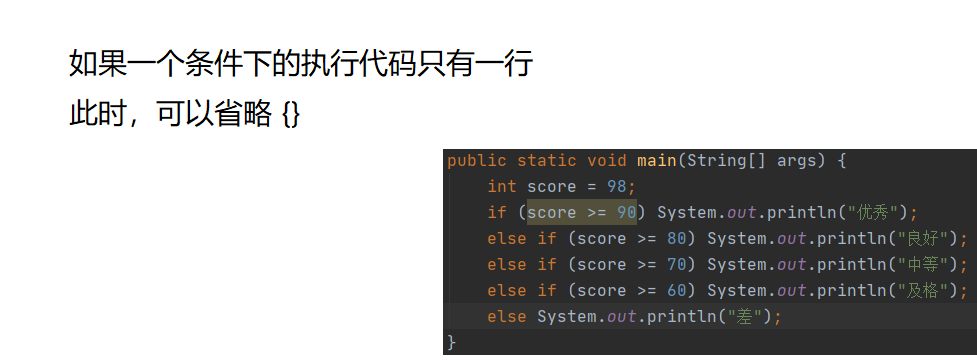 如果一个条件下的执行代码只有一行
此时，可以省略 {}
public static void main(String[] args) {
    int score = 98;
    if (score >= 90) System.out.println("优秀");
    else if (score >= 80) System.out.println("良好");
    else if (score >= 70) System.out.println("中等");
    else if (score >= 60) System.out.println("及格");
    else System.out.println("差");
}